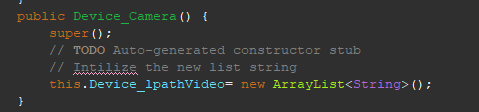 public Device_Camera() {
super();
// TODO Auto-generated constructor stub
// Intilize the new list string
this.Device_lpathVideo= new ArrayList<String>();
}